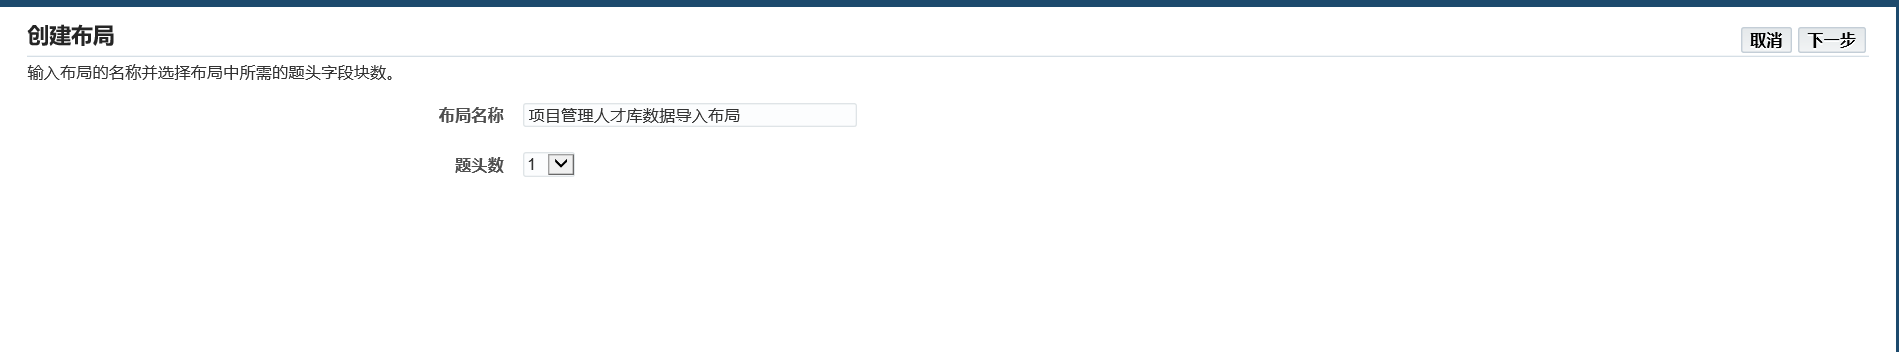 创建布局
取消 下一步
输入布局的名称并选择布局中所需的题头字段块数。
布局名称 项目管理人才库数据导入布局
题头数 1